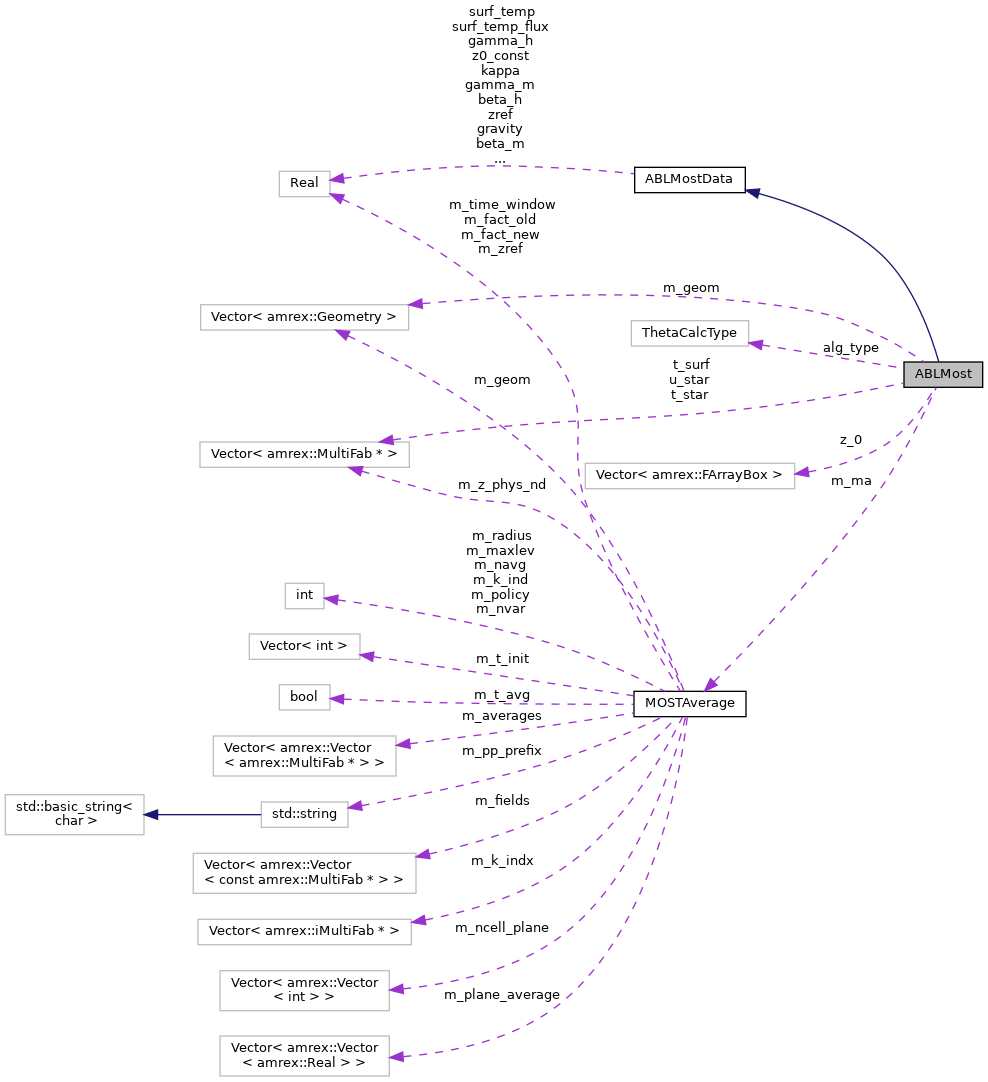 surf_temp
surf_temp_flux
gamma_h
z0_const
kappa
gamma_m
beta_h
zref
gravity
beta_m
...
Real
ABLMostData
m_time_window
m_fact_old
m_fact_new
m_zref
m_geom
Vector< amrex::Geometry >
ThetaCalcType
alg_type
ABLMost
t_surf
u_star
t_star
m_geom
z_0
Vector< amrex::MultiFab * >
Vector< amrex::FArrayBox >
m_ma
m_z_phys_nd
m_radius
m_maxlev
m_navg
m_k_ind
m_policy
m_nvar
int
Vector< int >
m_t_init
bool
m_t_avg
MOSTAverage
m_averages
Vector< amrex::Vector
< amrex::MultiFab * > >
m_pp_prefix
std::basic_string<
char >
std::string
m_fields
Vector< amrex::Vector
< const amrex::MultiFab * > >
m_k_indx
Vector< amrex::iMultiFab * >
m_ncell_plane
Vector< amrex::Vector
< int > >
m_plane_average
Vector< amrex::Vector
< amrex::Real > >